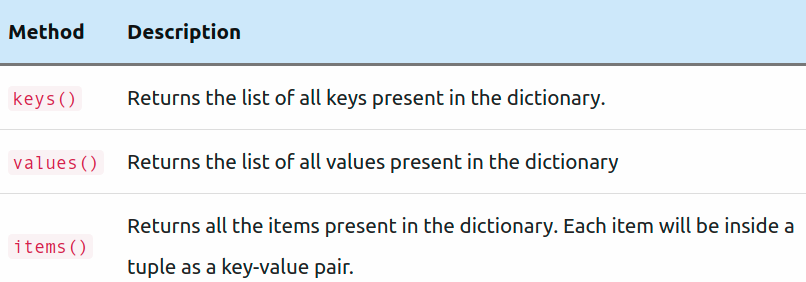 Method Description
keys() Returns the list of all keys present in the dictionary.
values() Returns the list of all values present in the dictionary
items() Returns all the items present in the dictionary. Each item will be inside a
tuple as a key-value pair.